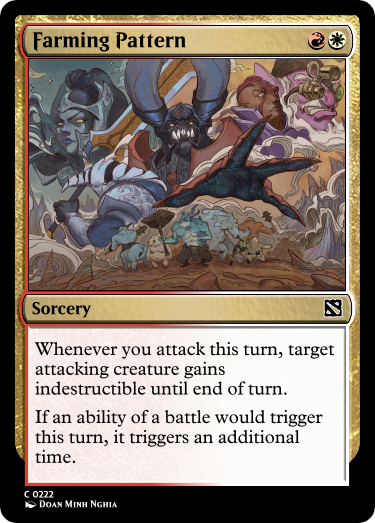 Farming Pattern
Sorcery
Whenever you attack this turn, target
attacking creature gains
indestructible until end of turn.
If an ability of a battle would trigger
this turn, it triggers an additional
time.
C 0222
Doan Minh Nghia